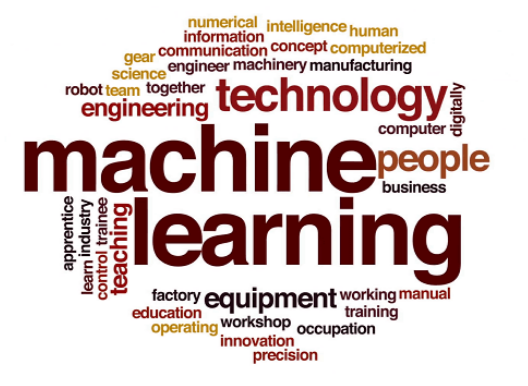 numerical intelligence human
information
communication concept computerized
gear
science engineer machinery manufacturing
robot team together
engineering technology
digitally
computer
machine people
business
learning
apprentice
learn industry
control trainee
teaching
factory equipment working manual
education training
operating workshop occupation
innovation
precision